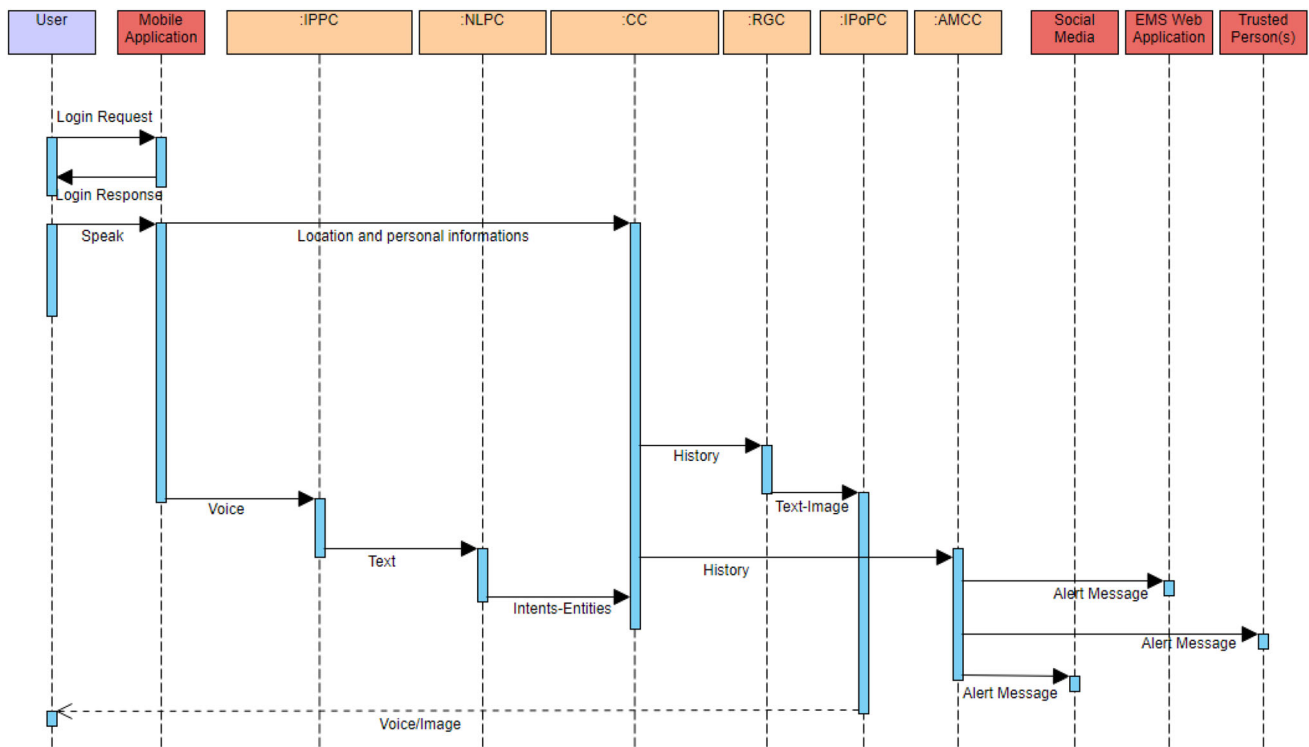 User
Mobile
Application
:IPPC
:NLPC
:CC
:RGC
:IPoPC
:AMCC
Social
Media
EMS Web
Application
Trusted
Person(s)
Login Request
Login Response
Speak
Location and personal informations
History
Voice
Text-Image
Text
History
Alert Message
Intents-Entities
Alert Message
Alert Message
Voice/Image